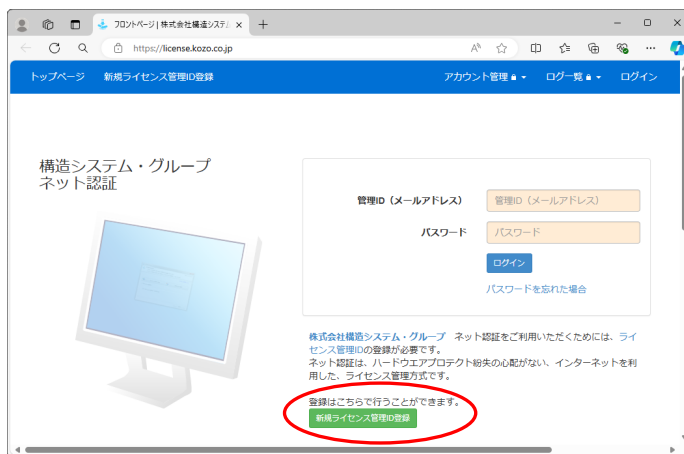 フロントページ | 株式会社構造システム
https://license.kozo.co.jp
トップページ 新規ライセンス管理ID登録 アカウント管理 ログ一覧 ログイン
構造システム・グループ
ネット認証
管理ID（メールアドレス） 管理ID（メールアドレス）
パスワード パスワード
ログイン
パスワードを忘れた場合
株式会社構造システム・グループ ネット認証をご利用いただくためには、ライ
センス管理IDの登録が必要です。
ネット認証は、ハードウエアプロテクト紛失の心配がない、インターネットを利
用した、ライセンス管理方式です。
登録はこちらで行うことができます。
新規ライセンス管理ID登録